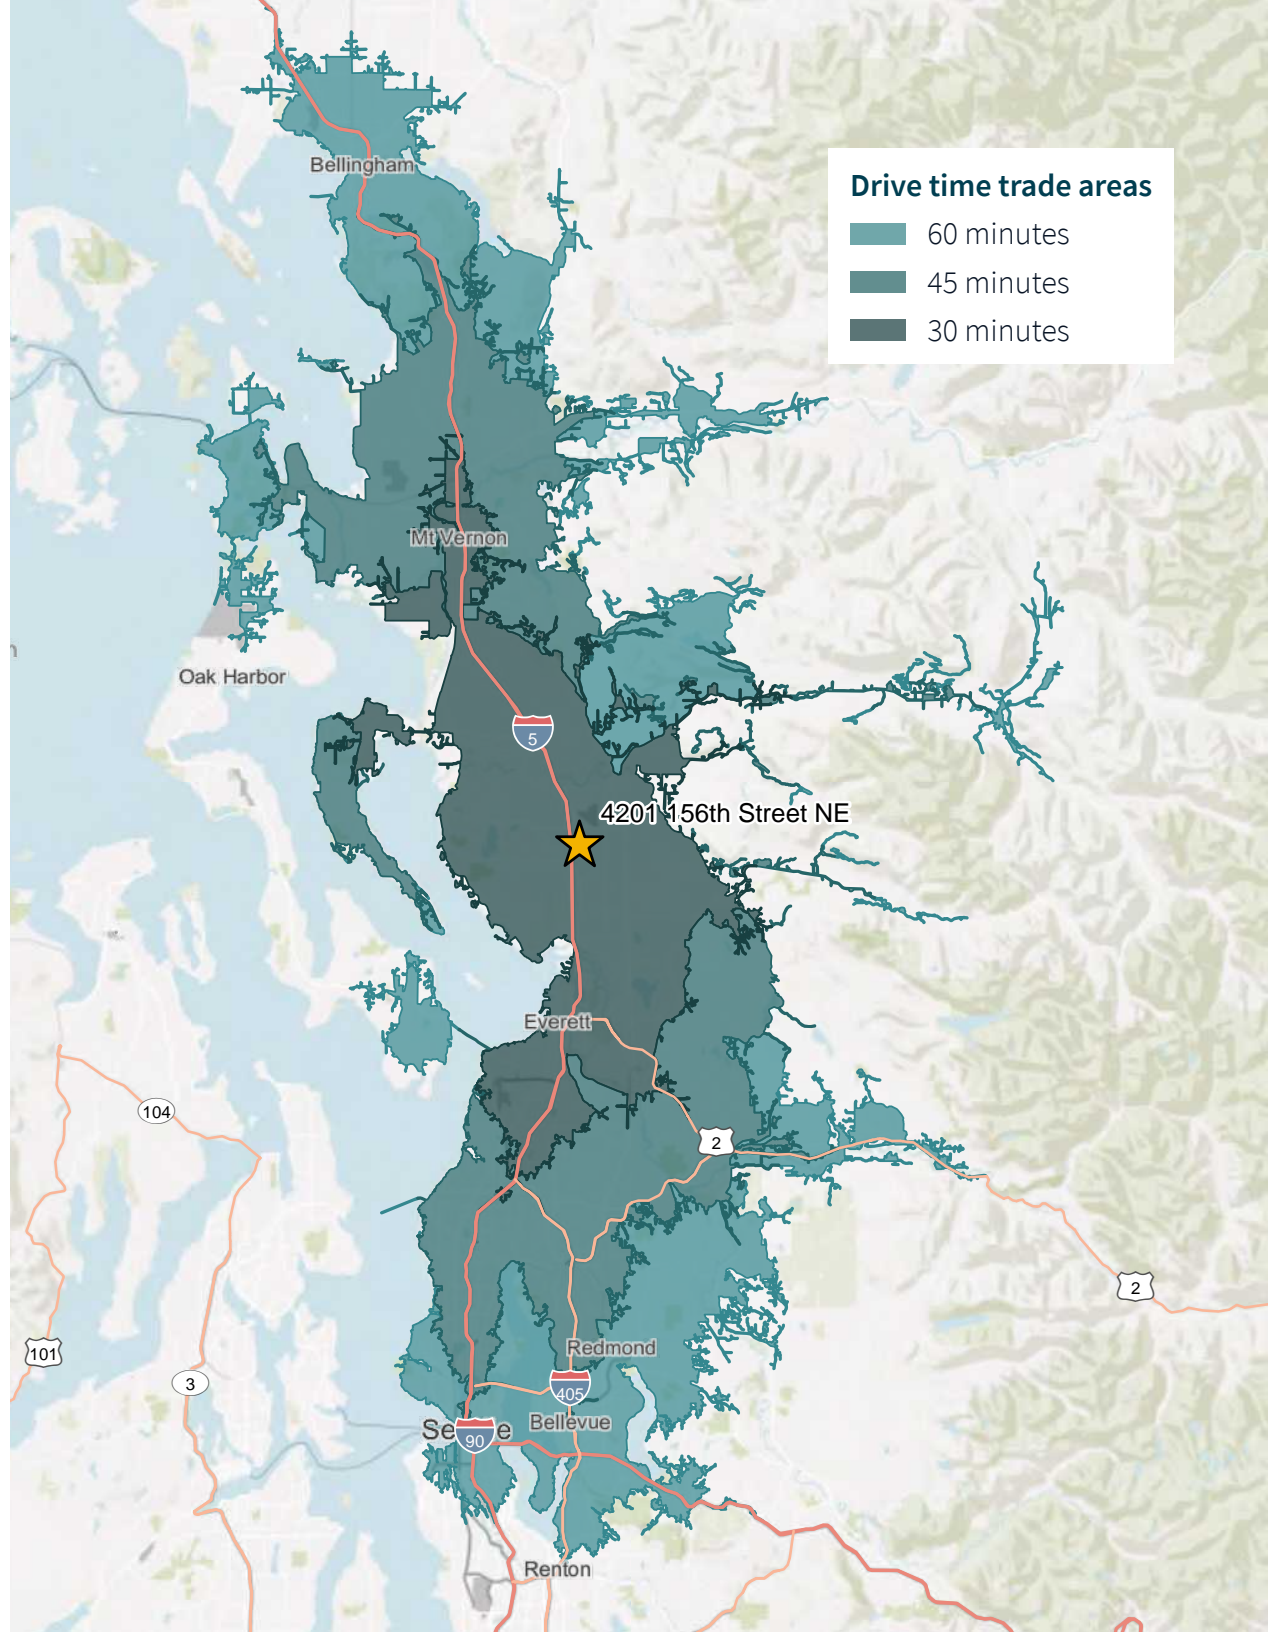 Bellingham
Drive time trade areas
60 minutes
45 minutes
30 minutes
Mt Vernon
Oak Harbor
5
4201 156th Street NE
Everett
104
2
2
101
3
Redmond
405
Bellevue
90
Renton